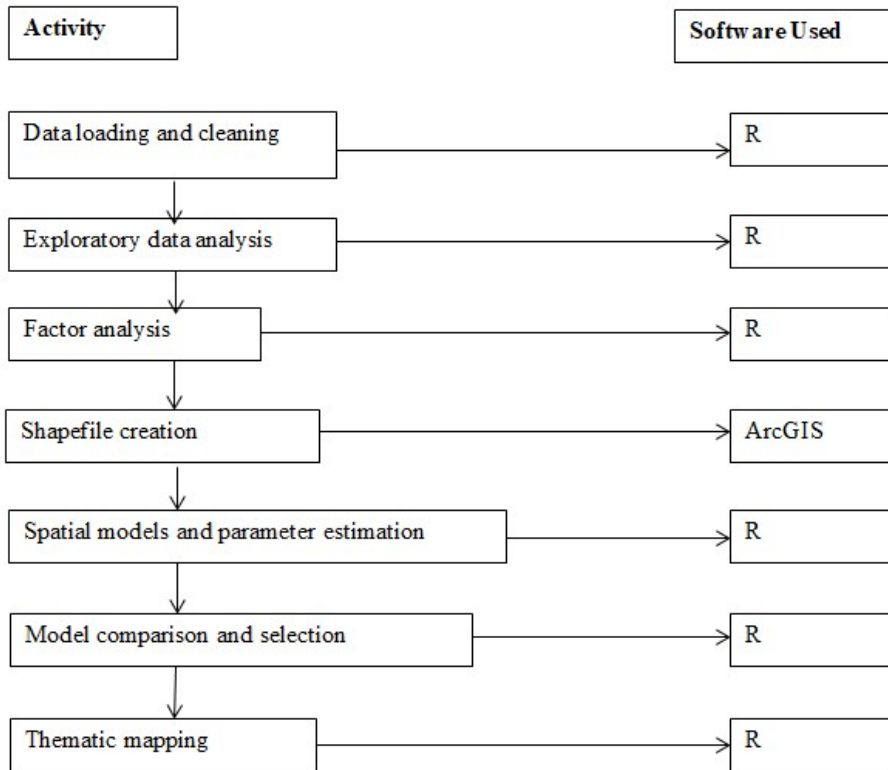 Activity
Software Used
Data loading and cleaning
R
Exploratory data analysis
R
Factor analysis
R
Shapefile creation
ArcGIS
Spatial models and parameter estimation
R
Model comparison and selection
R
Thematic mapping
R